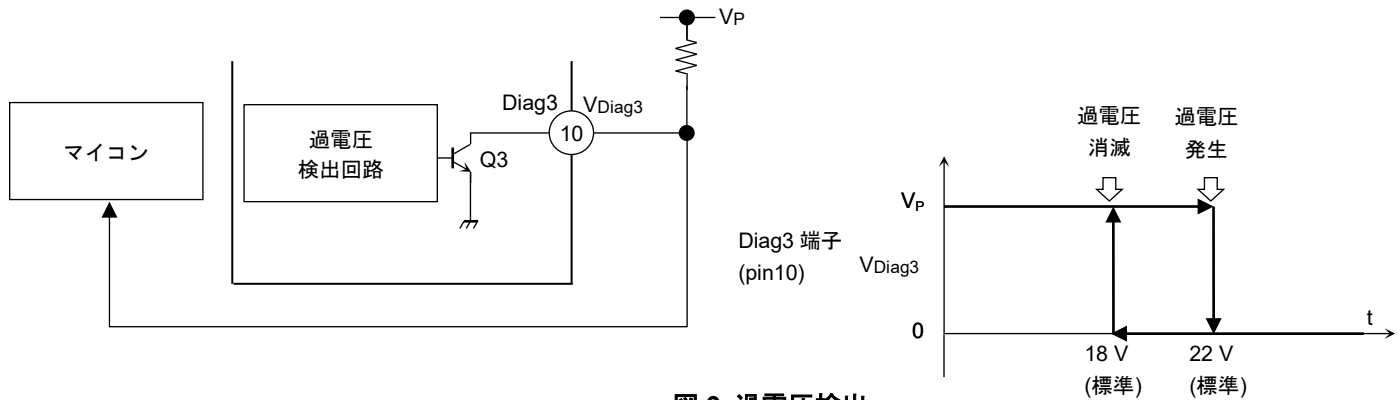 VP
Diag3
VDiag3
マイコン
過電圧
検出回路
10
Q3
過電圧
消滅
過電圧
発生
VP
Diag3 端子
(pin10)
VDiag3
0
t
18 V
(標準)
22 V
(標準)